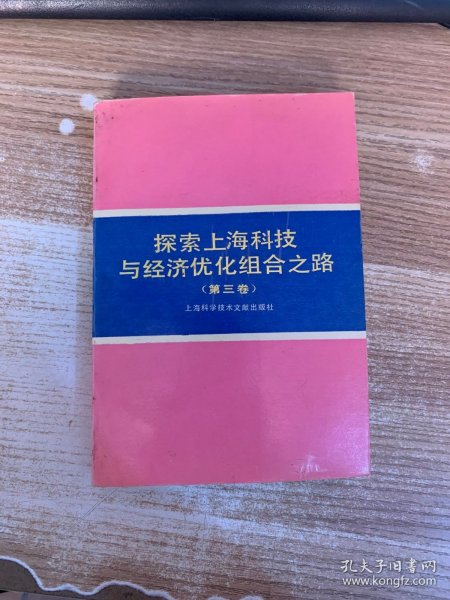 探索上海科技
与经济优化组合之路
（第三卷）
上海科学技术文献出版社
孔夫子旧书网
www.kongfz.com